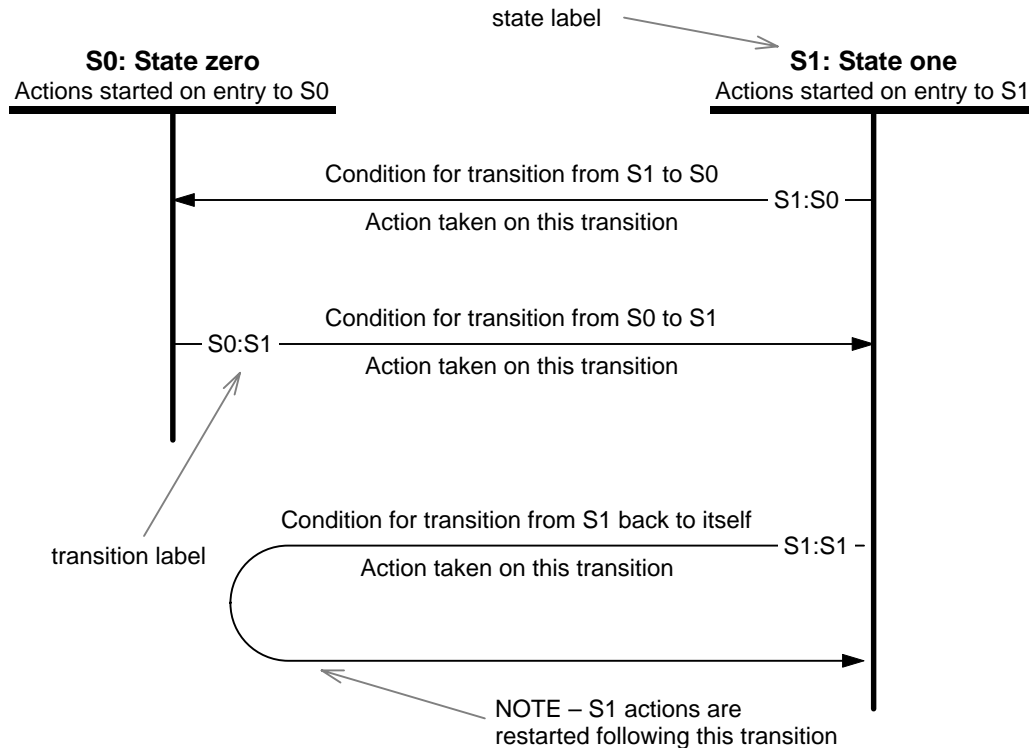 state label
S0: State zero
S1: State one
Actions started on entry to S0
Actions started on entry to S1
Condition for transition from S1 to S0
S1:S0
Action taken on this transition
Condition for transition from S0 to S1
S0:S1
Action taken on this transition
Condition for transition from S1 back to itself
transition label
S1:S1
Action taken on this transition
NOTE – S1 actions are
restarted following this transition